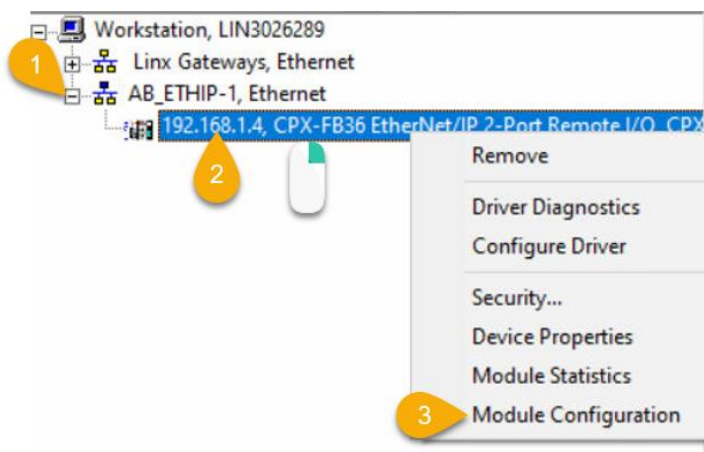 Workstation, LIN3026289
1
Linx Gateways, Ethernet
AB_ETHIP-1, Ethernet
192.168.1.4, CPX-FB36 EtherNet/IP 2-Port Remote I/O, CPX
2
Remove
Driver Diagnostics
Configure Driver
Security...
Device Properties
Module Statistics
3
Module Configuration